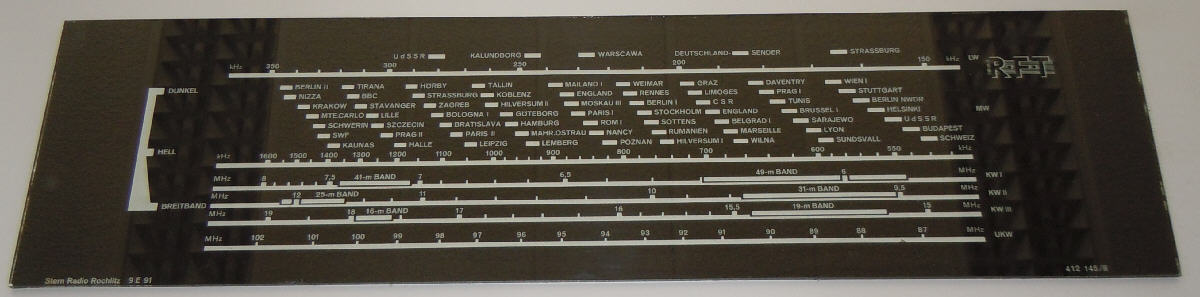 UdSSR KALUNDBORG WARSCAWA DEUTSCHLAND- SENDER STRASSBURG
kHz 350 300 250 200 150 kHz LW
RFT
DUNKEL
BERLIN II TIRANA HÖRBY TALLIN MAILAND I WEIMAR GRAZ DAVENTRY WIEN I
NIZZA BBC STRASSBURG KOBLENZ ENGLAND RENNES LIMOGES PRAG I STUTTGART
KRAKOW STAVANGER ZAGREB HILVERSUM II MOSKAU III BERLIN I CSR TUNIS BERLIN NWDR
MTECARLO LILLE BOLOGNA I GÖTEBORG PARIS I STOCKHOLM ENGLAND BRÜSSEL I HELSINKI
MW
SCHWERIN SZCZECIN BRATISLAVA HAMBURG ROM I SOTTENS BELGRAD I SARAJEWO UdSSR
SWF PRAG II PARIS II MÄHR.OSTRAU NANCY RUMÄNIEN MARSEILLE LYON BUDAPEST
KAUNAS HALLE LEIPZIG LEMBERG POZNAN HILVERSUM I WILNA SUNDSVALL SCHWEIZ
HELL
kHz 1600 1500 1400 1300 1200 1100 1000 900 800 700 600 550 kHz
MHz 8 7,5 41-m BAND 7 6,5 49-m BAND 6 MHz KW I
MHz 12 25-m BAND 11 10 31-m BAND 9,5 MHz KW II
BREITBAND
MHz 19 18 16-m BAND 17 16 15,5 19-m BAND 15 MHz KW III
MHz 102 101 100 99 98 97 96 95 94 93 92 91 90 89 88 87 MHz UKW
Stern Radio Rochlitz 9 E 91
412 145/